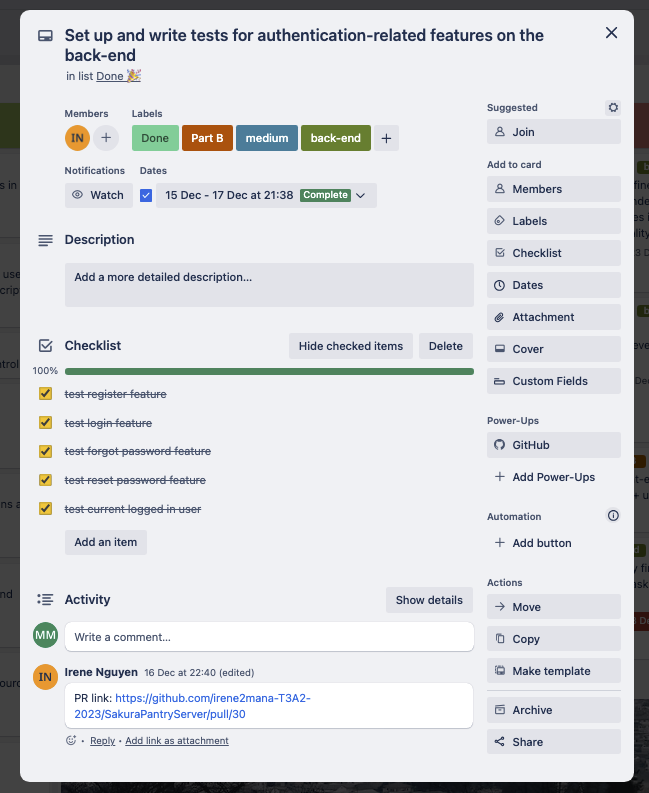 Set up and write tests for authentication-related features on the
back-end
in list Done 🎉
Members
Labels
IN
Done
Part B
medium
back-end
Notifications
Dates
Watch
15 Dec - 17 Dec at 21:38 Complete
Description
Add a more detailed description...
Checklist
Hide checked items
Delete
100%
test register feature
test login feature
test forgot password feature
test reset password feature
test current logged in user
Add an item
Activity
Show details
MM
Write a comment...
IN
Irene Nguyen 16 Dec at 22:40 (edited)
PR link: https://github.com/irene2mana-T3A2-
2023/SakuraPantryServer/pull/30
• Reply • Add link as attachment
Suggested
Join
Add to card
Members
Labels
Checklist
Dates
Attachment
Cover
Custom Fields
Power-Ups
GitHub
+ Add Power-Ups
Automation
+ Add button
Actions
Move
Copy
Make template
Archive
Share